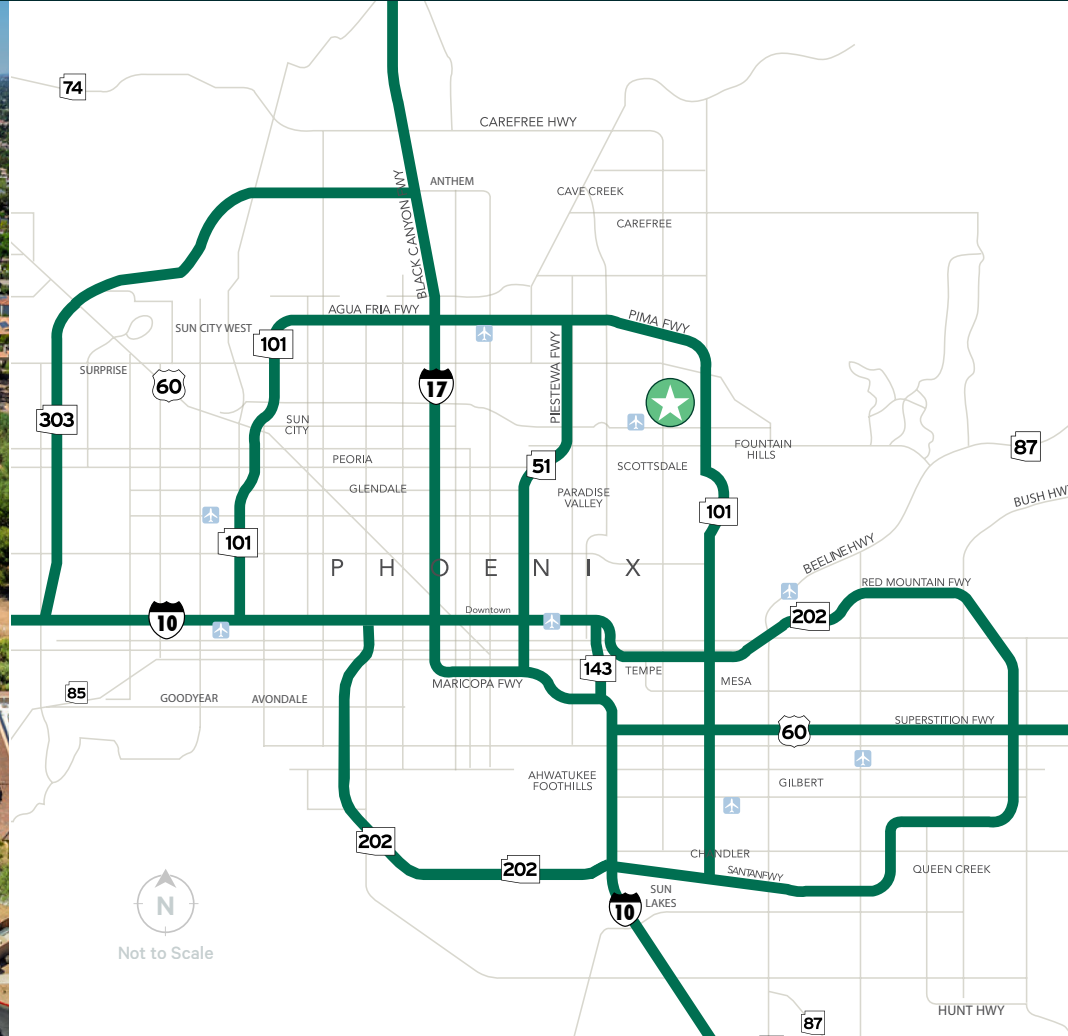 74
CAREFREE HWY
ANTHEM
BLACK CANYON FWY
CAVE CREEK
CAREFREE
AGUA FRIA FWY
PIMA FWY
SUN CITY WEST
101
PIESTEWA FWY
SURPRISE
60
17
303
SUN
CITY
FOUNTAIN
HILLS
87
PEORIA
51
SCOTTSDALE
GLENDALE
PARADISE
VALLEY
BUSH HWY
101
101
BEELINE HWY
PHOENIX
RED MOUNTAIN FWY
Downtown
10
202
143
TEMPE
MESA
MARICOPA FWY
85
GOODYEAR
AVONDALE
SUPERSTITION FWY
60
AHWATUKEE
FOOTHILLS
GILBERT
202
CHANDLER
202
SANTAN FWY
QUEEN CREEK
SUN
LAKES
N
10
Not to Scale
HUNT HWY
87